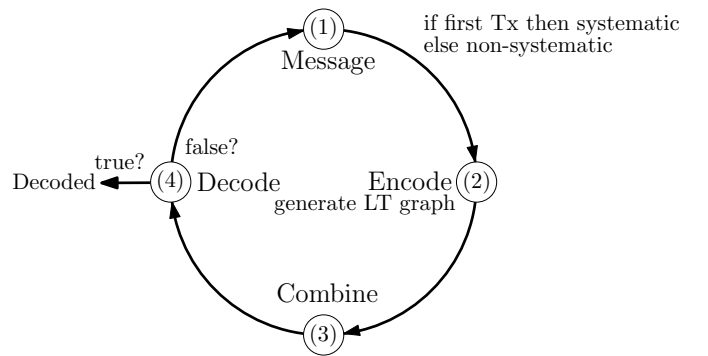 (1)
Message
if first Tx then systematic
else non-systematic
true?
false?
Decoded
(4)
Decode
Encode
(2)
generate LT graph
Combine
(3)